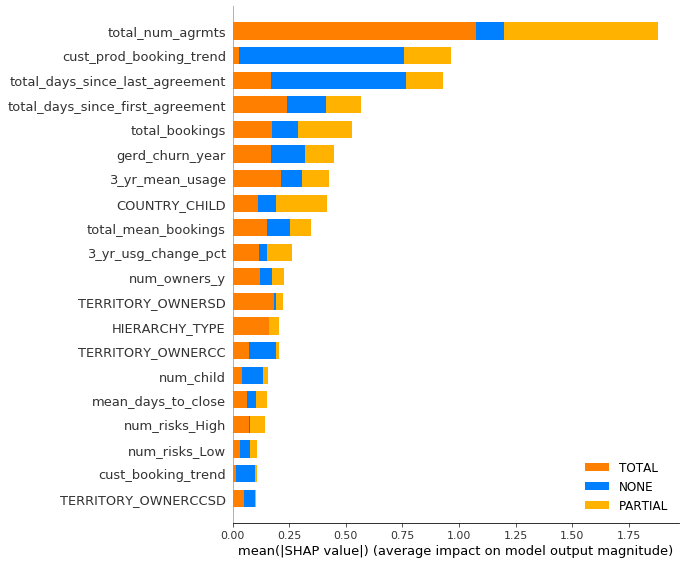 total_num_agrmts
cust_prod_booking_trend
total_days_since_last_agreement
total_days_since_first_agreement
total_bookings
gerd_churn_year
3_yr_mean_usage
COUNTRY_CHILD
total_mean_bookings
3_yr_usg_change_pct
num_owners_y
TERRITORY_OWNERSD
HIERARCHY_TYPE
TERRITORY_OWNERCC
num_child
mean_days_to_close
num_risks_High
num_risks_Low
cust_booking_trend
TERRITORY_OWNERCCSD
TOTAL
NONE
PARTIAL
0.00 0.25 0.50 0.75 1.00 1.25 1.50 1.75
mean(|SHAP value|) (average impact on model output magnitude)